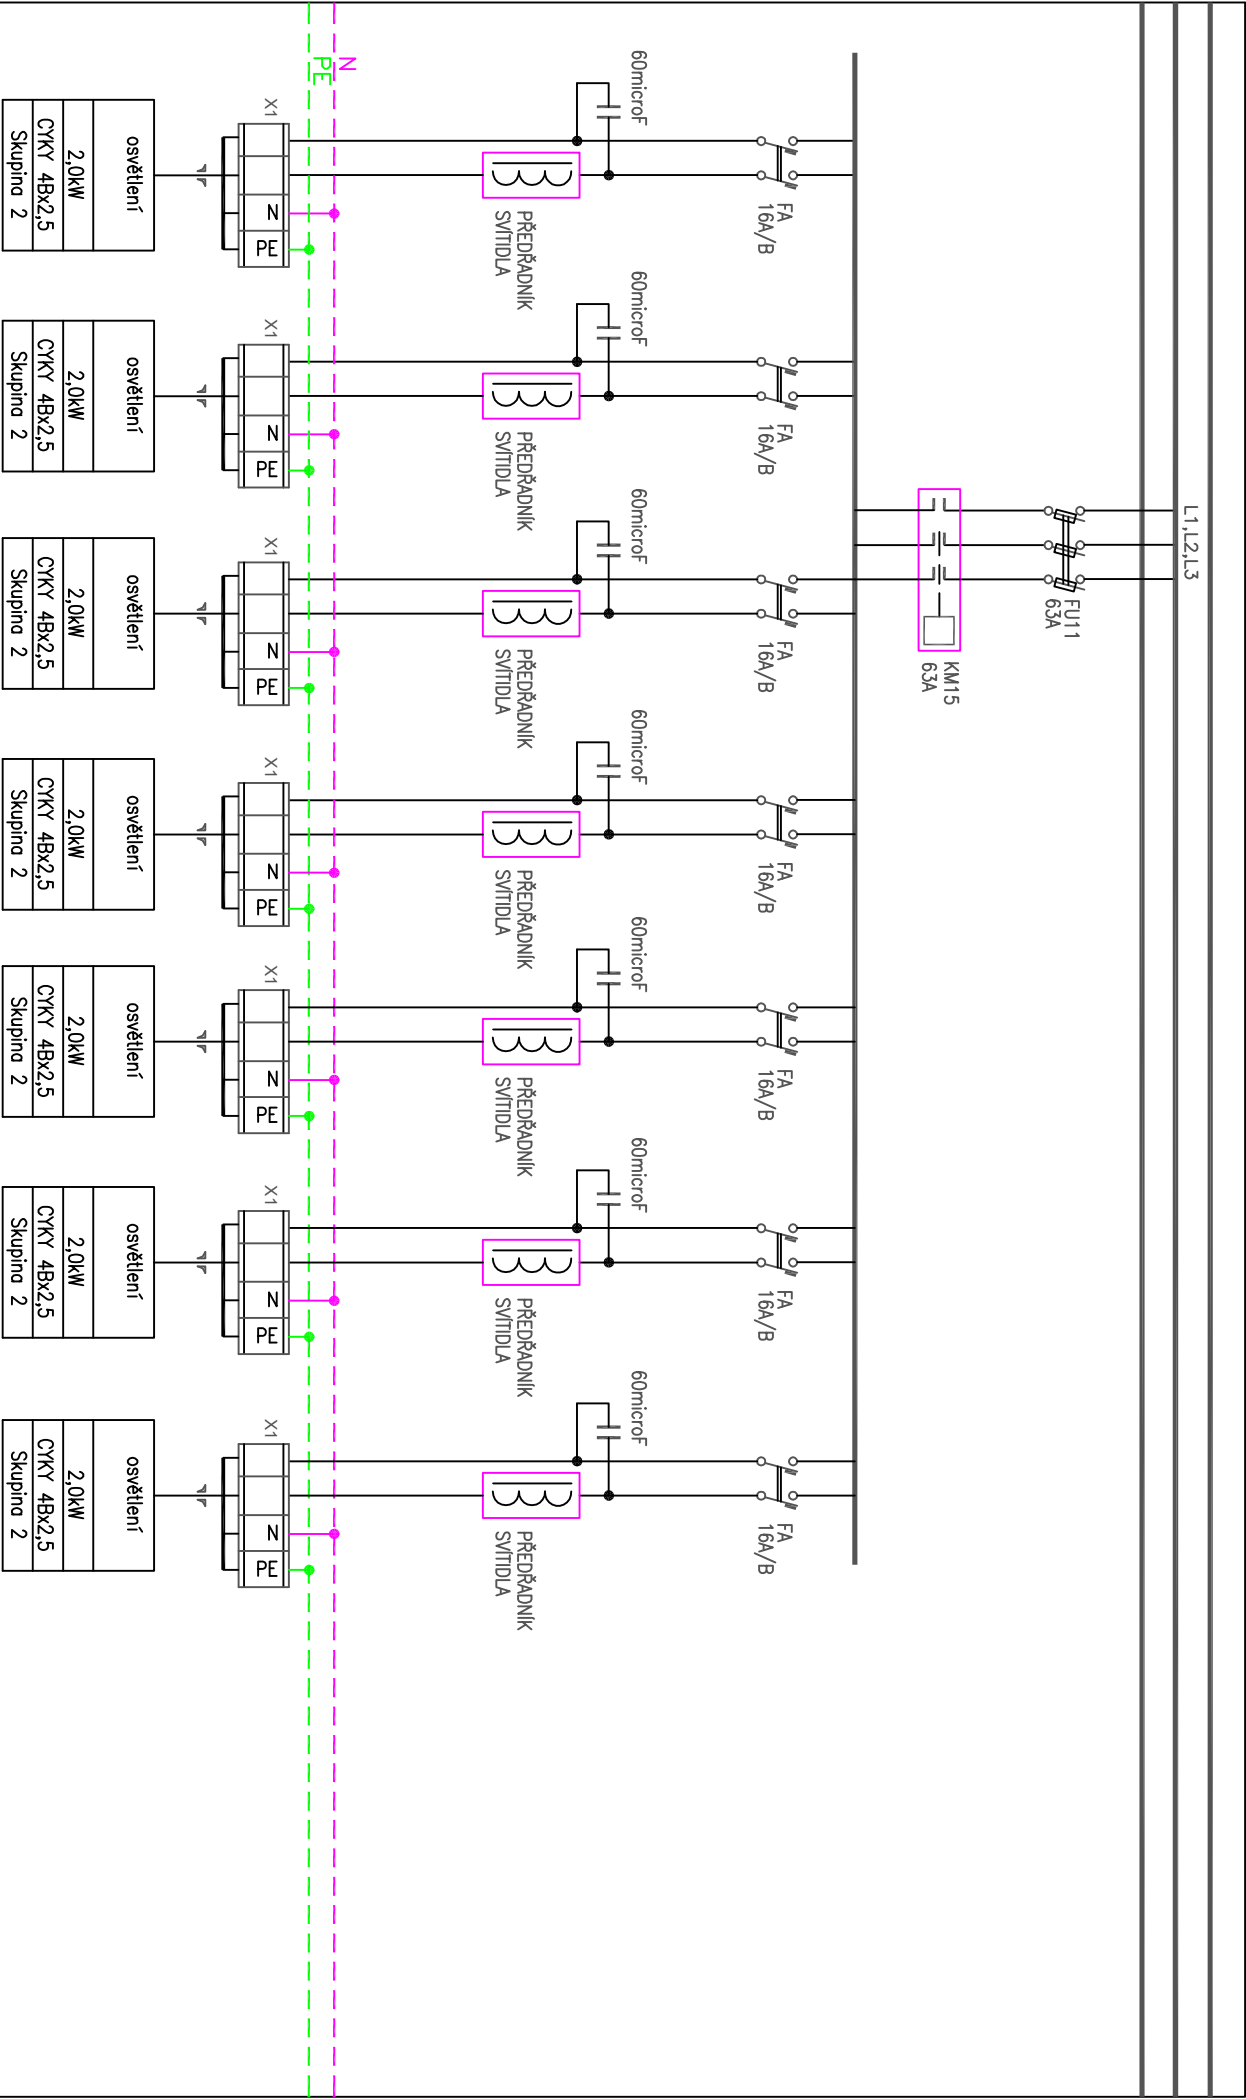 L1,L2,L3
FU11
63A
KM15
63A
FA
16A/B
FA
16A/B
FA
16A/B
FA
16A/B
FA
16A/B
FA
16A/B
FA
16A/B
60microF
60microF
60microF
60microF
60microF
60microF
60microF
PŘEDŘADNÍK
SVÍTIDLA
PŘEDŘADNÍK
SVÍTIDLA
PŘEDŘADNÍK
SVÍTIDLA
PŘEDŘADNÍK
SVÍTIDLA
PŘEDŘADNÍK
SVÍTIDLA
PŘEDŘADNÍK
SVÍTIDLA
PŘEDŘADNÍK
SVÍTIDLA
N
PE
X1
N
PE
X1
N
PE
X1
N
PE
X1
N
PE
X1
N
PE
X1
N
PE
X1
N
PE
osvětlení
2,0kW
CYKY 4Bx2,5
Skupina 2
osvětlení
2,0kW
CYKY 4Bx2,5
Skupina 2
osvětlení
2,0kW
CYKY 4Bx2,5
Skupina 2
osvětlení
2,0kW
CYKY 4Bx2,5
Skupina 2
osvětlení
2,0kW
CYKY 4Bx2,5
Skupina 2
osvětlení
2,0kW
CYKY 4Bx2,5
Skupina 2
osvětlení
2,0kW
CYKY 4Bx2,5
Skupina 2